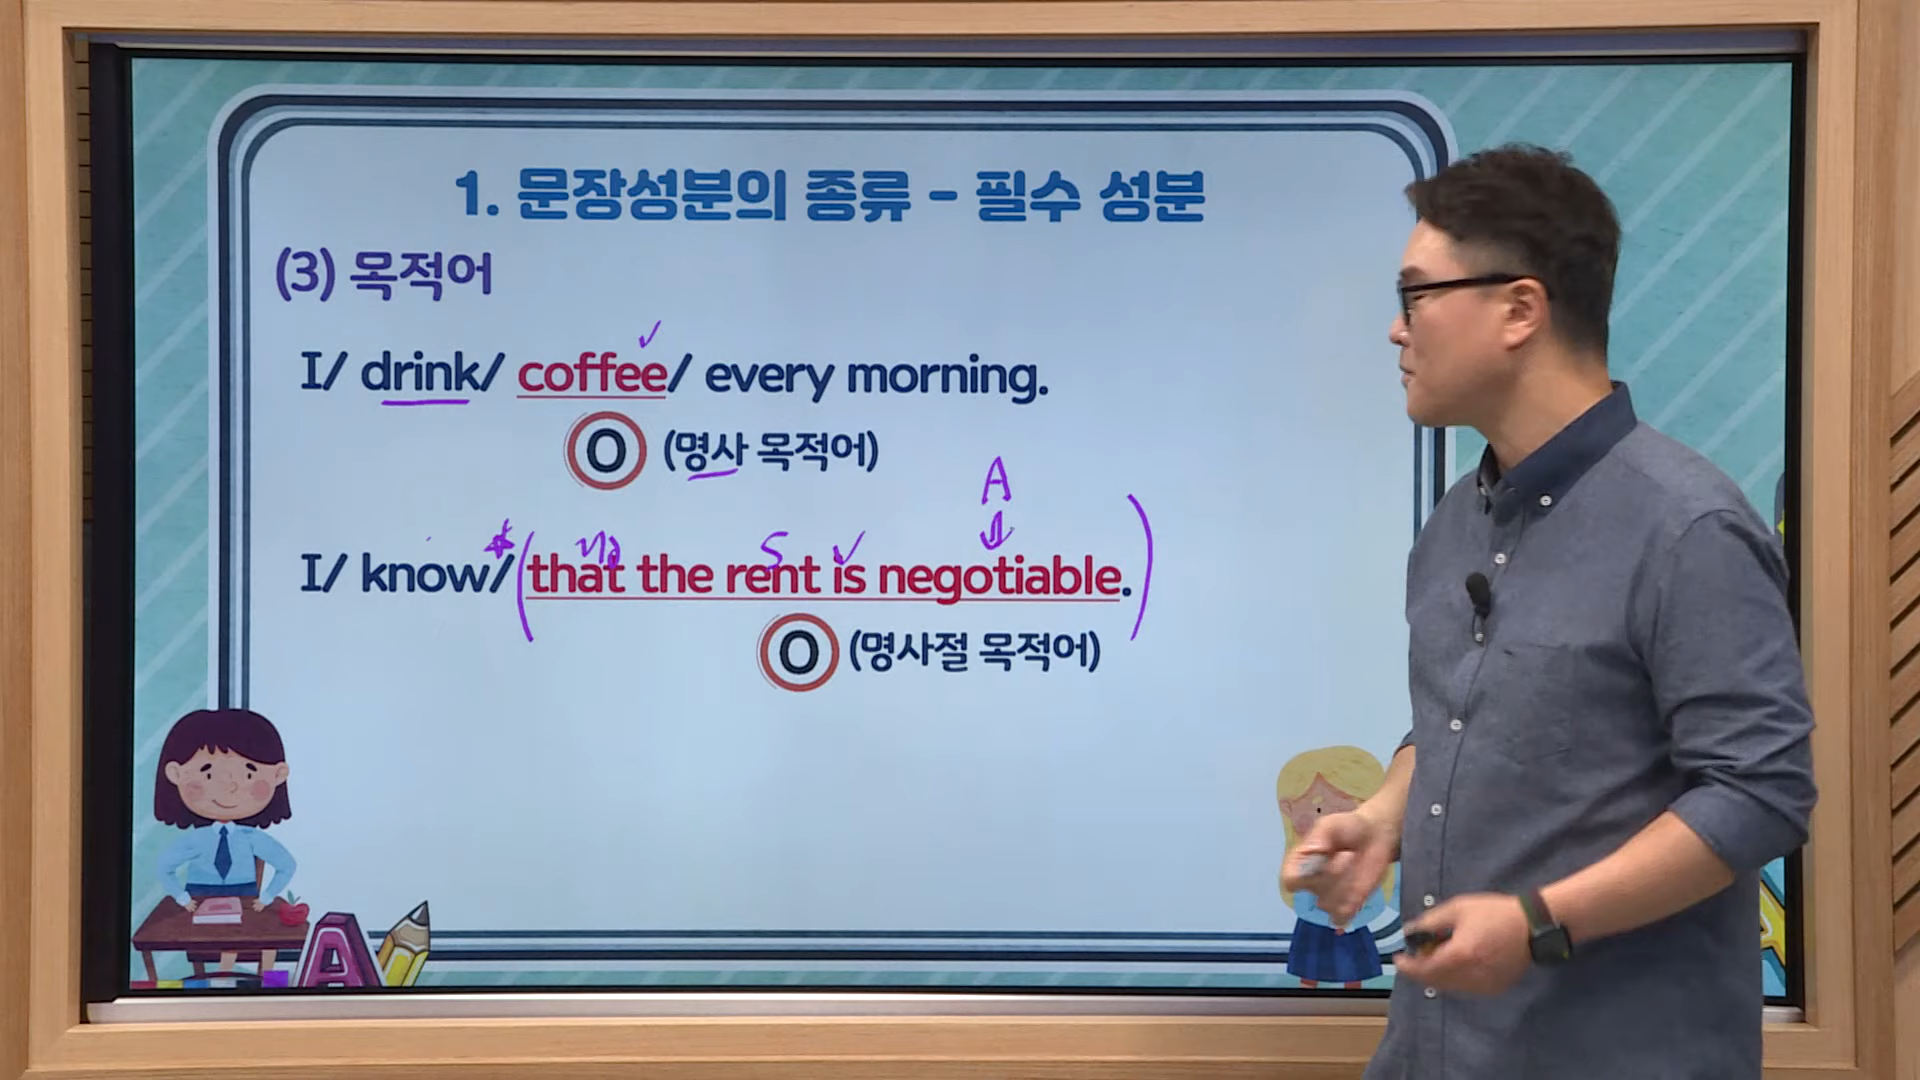 1. 문장성분의 종류 - 필수 성분
(3) 목적어
I/ drink/ coffee/ every morning.
O (명사 목적어)
A
S
I/ know/ that the rent is negotiable.
O (명사절 목적어)
A